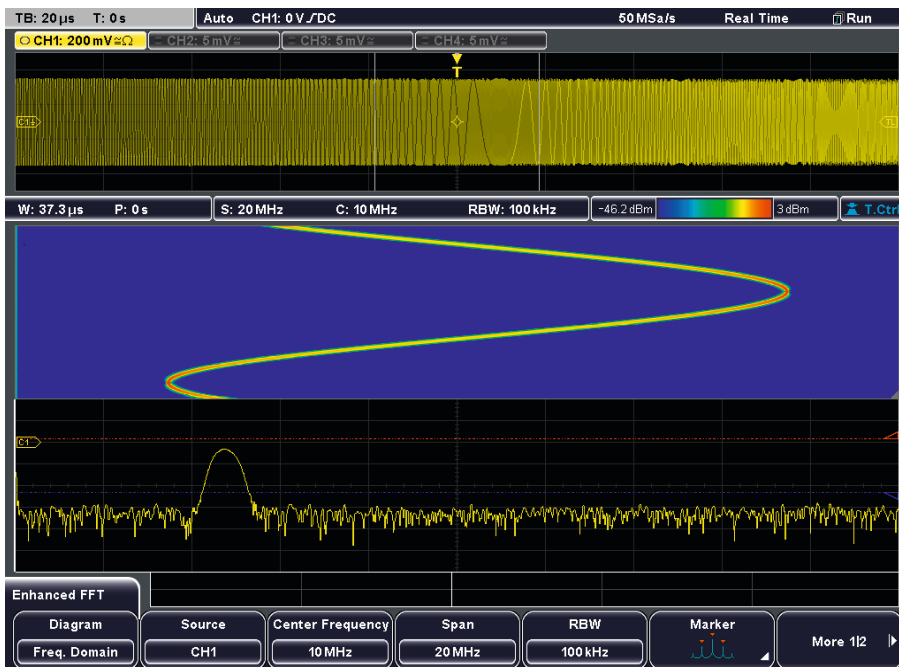 TB: 20 µs T: 0 s Auto CH1: 0 V / DC 50 MSa/s Real Time Run
CH1: 200 mV≅Ω CH2: 5 mV≅ CH3: 5 mV≅ CH4: 5 mV≅
T
C1
TL
W: 37.3 µs P: 0 s S: 20 MHz C: 10 MHz RBW: 100 kHz -46.2 dBm 3 dBm T.Ctrl
C1
Enhanced FFT
Diagram Source Center Frequency Span RBW Marker More 1|2
Freq. Domain CH1 10 MHz 20 MHz 100 kHz